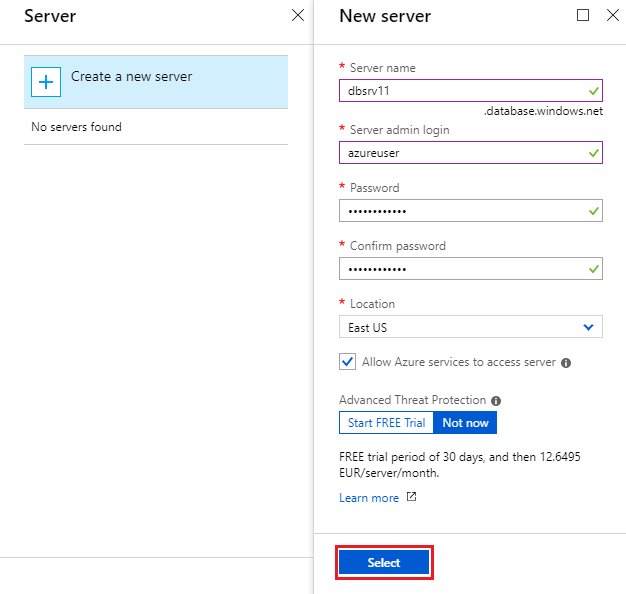 Server
Create a new server
No servers found
New server
* Server name
dbsrv11
.database.windows.net
* Server admin login
azureuser
* Password
••••••••••••
* Confirm password
••••••••••••
* Location
East US
Allow Azure services to access server
Advanced Threat Protection
Start FREE Trial Not now
FREE trial period of 30 days, and then 12.6495
EUR/server/month.
Learn more
Select